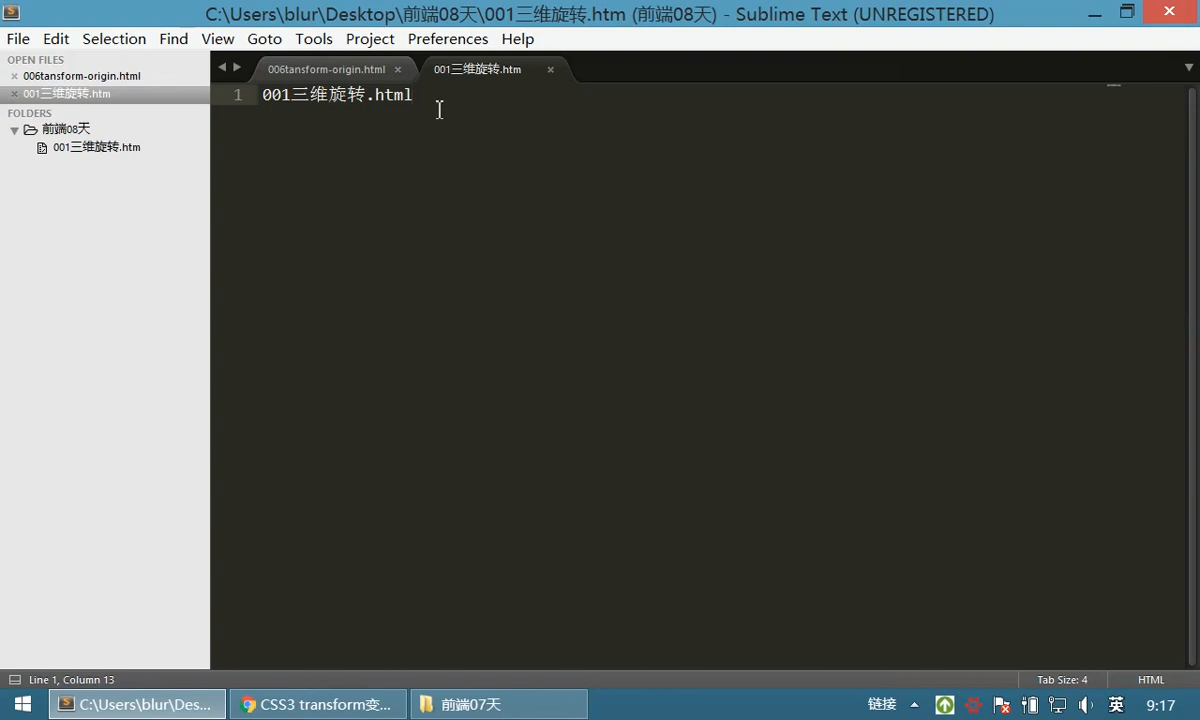 C:\Users\blur\Desktop\前端08天\001三维旋转.htm (前端08天) - Sublime Text (UNREGISTERED)
File Edit Selection Find View Goto Tools Project Preferences Help
OPEN FILES
006tansform-origin.html
001三维旋转.htm
FOLDERS
前端08天
001三维旋转.htm
006tansform-origin.html
001三维旋转.htm
1 001三维旋转.html
Line 1, Column 13
Tab Size: 4
HTML
C:\Users\blur\Des...
CSS3 transform变...
前端07天
链接
英
9:17